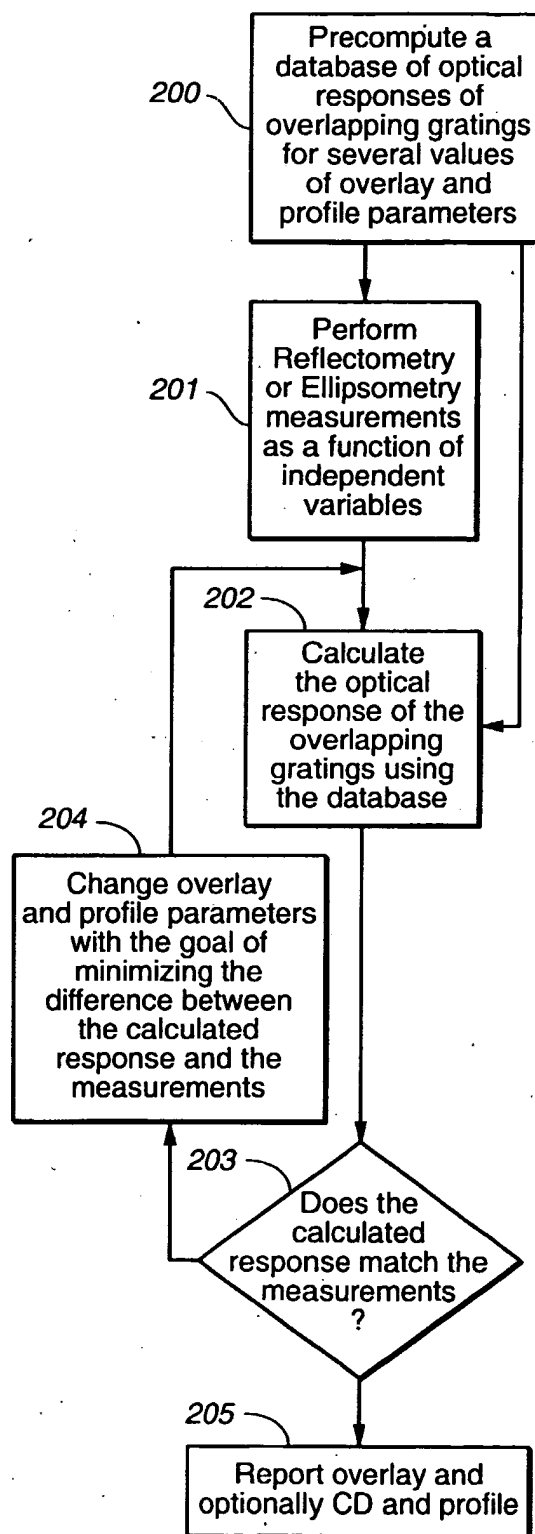 200
Precompute a
database of optical
responses of
overlapping gratings
for several values
of overlay and
profile parameters
201
Perform
Reflectometry
or Ellipsometry
measurements
as a function of
independent
variables
202
Calculate
the optical
response of the
overlapping
gratings using
the database
204
Change overlay
and profile parameters
with the goal of
minimizing the
difference between
the calculated
response and the
measurements
203
Does the
calculated
response match the
measurements
?
205
Report overlay and
optionally CD and profile